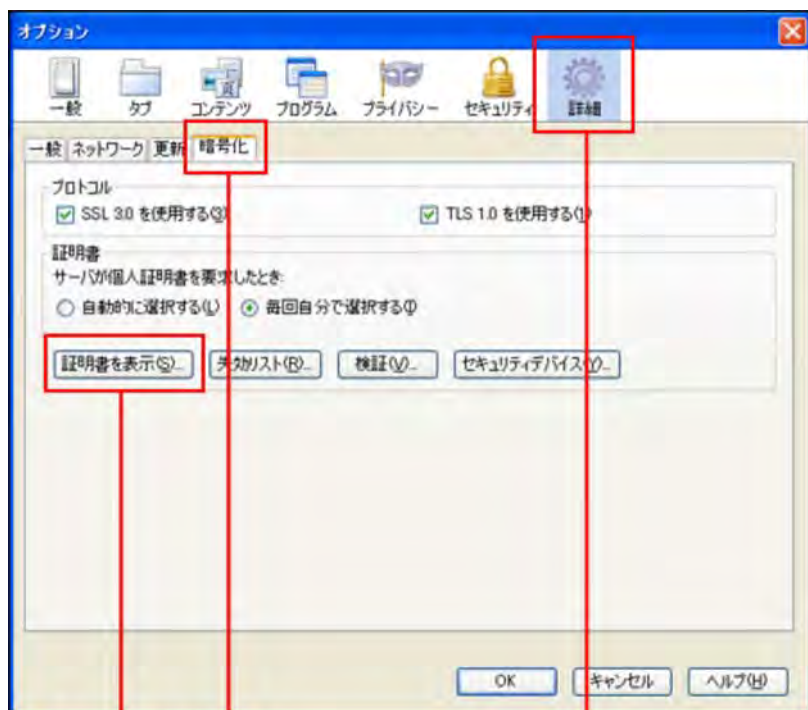 オプション
一般 タブ コンテンツ プログラム プライバシー セキュリティ 詳細
一般 ネットワーク 更新 暗号化
プロトコル
SSL 3.0 を使用する(3) TLS 1.0 を使用する(1)
証明書
サーバが個人証明書を要求したとき:
自動的に選択する(L) 毎回自分で選択する(I)
証明書を表示(S)... 失効リスト(R)... 検証(V)... セキュリティデバイス(Y)...
OK キャンセル ヘルプ(H)